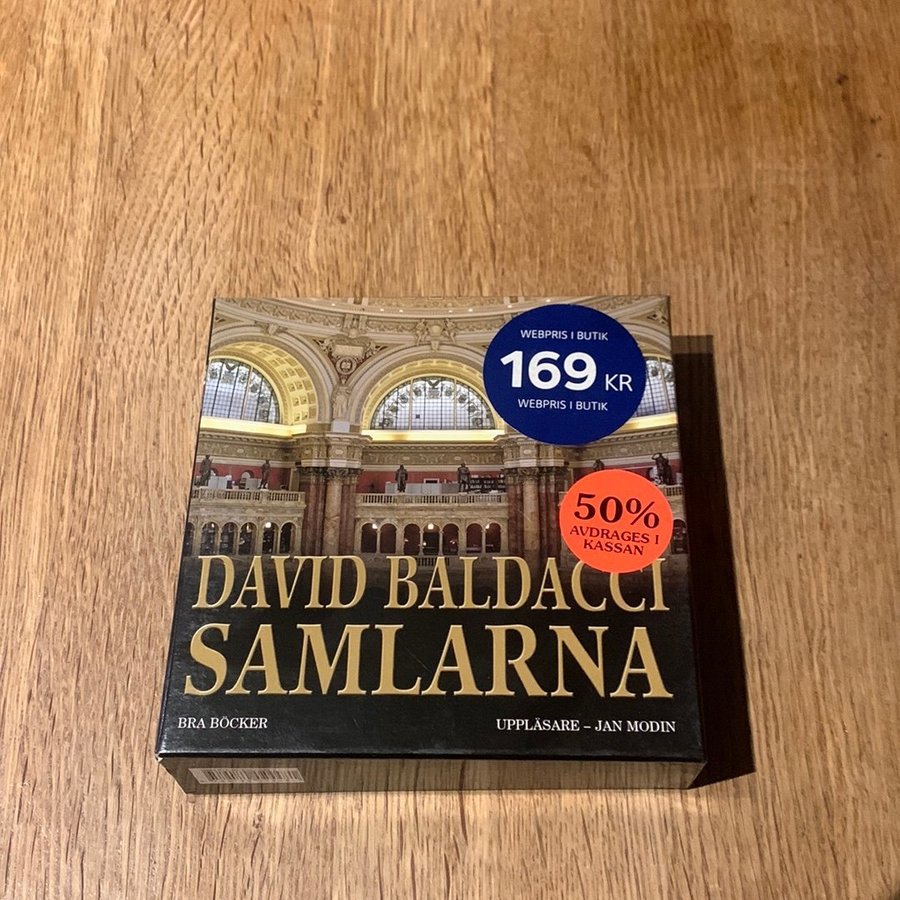 WEBPRIS I BUTIK
169 KR
WEBPRIS I BUTIK
50%
AVDRAGES I
KASSAN
DAVID BALDACCI
SAMLARNA
BRA BÖCKER
UPPLÄSARE – JAN MODIN